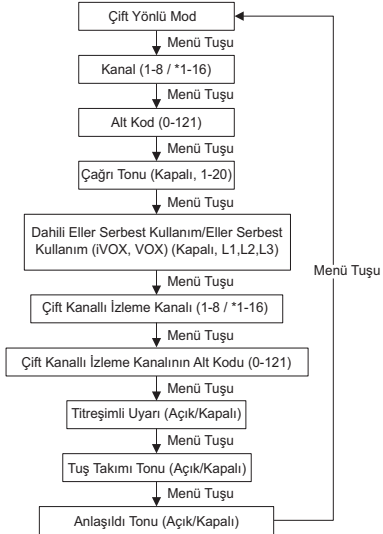 Çift Yönlü Mod
Menü Tuşu
Kanal (1-8 / *1-16)
Menü Tuşu
Alt Kod (0-121)
Menü Tuşu
Çağrı Tonu (Kapalı, 1-20)
Menü Tuşu
Dahili Eller Serbest Kullanım/Eller Serbest
Kullanım (iVOX, VOX) (Kapalı, L1,L2,L3)
Menü Tuşu
Menü Tuşu
Çift Kanallı İzleme Kanalı (1-8 / *1-16)
Menü Tuşu
Çift Kanallı İzleme Kanalının Alt Kodu (0-121)
Menü Tuşu
Titreşimli Uyarı (Açık/Kapalı)
Menü Tuşu
Tuş Takımı Tonu (Açık/Kapalı)
Menü Tuşu
Anlaşıldı Tonu (Açık/Kapalı)